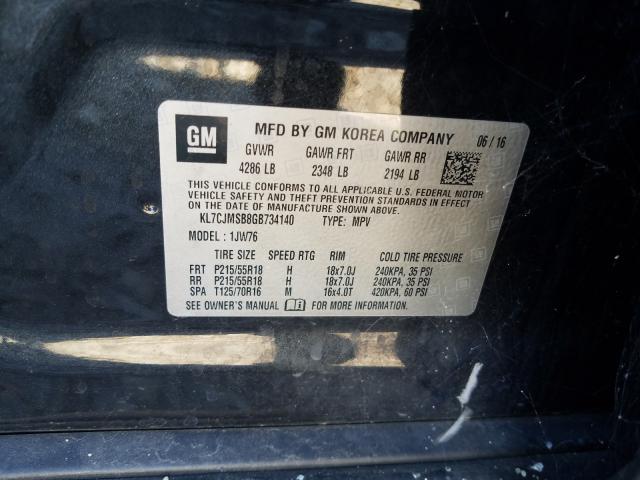 GM MFD BY GM KOREA COMPANY 06 / 16
GVWR GAWR FRT GAWR RR
4286 LB 2348 LB 2194 LB
THIS VEHICLE CONFORMS TO ALL APPLICABLE U.S. FEDERAL MOTOR
VEHICLE SAFETY AND THEFT PREVENTION STANDARDS IN EFFECT ON
THE DATE OF MANUFACTURE SHOWN ABOVE.
KL7CJMSB8GB734140 TYPE: MPV
MODEL : 1JW76
TIRE SIZE SPEED RTG RIM COLD TIRE PRESSURE
FRT P215/55R18 H 18x7.0J 240KPA, 35 PSI
RR P215/55R18 H 18x7.0J 240KPA, 35 PSI
SPA T125/70R16 M 16x4.0T 420KPA, 60 PSI
SEE OWNER'S MANUAL FOR MORE INFORMATION.